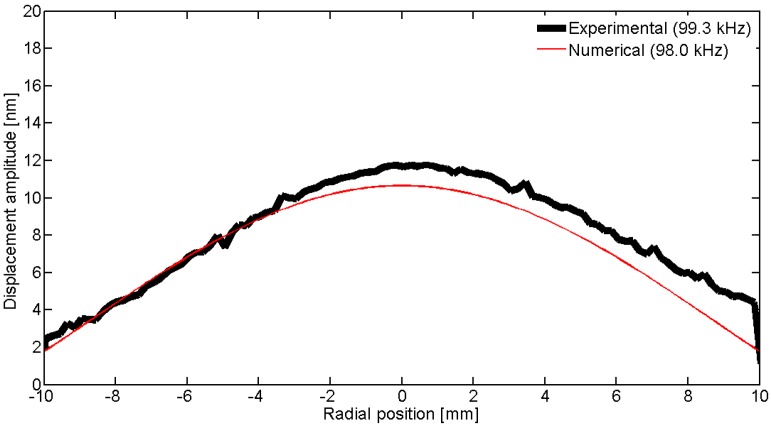 20
18
16
14
12
10
8
6
4
2
0
Displacement amplitude [nm]
Experimental (99.3 kHz)
Numerical (98.0 kHz)
-10 -8 -6 -4 -2 0 2 4 6 8 10
Radial position [mm]